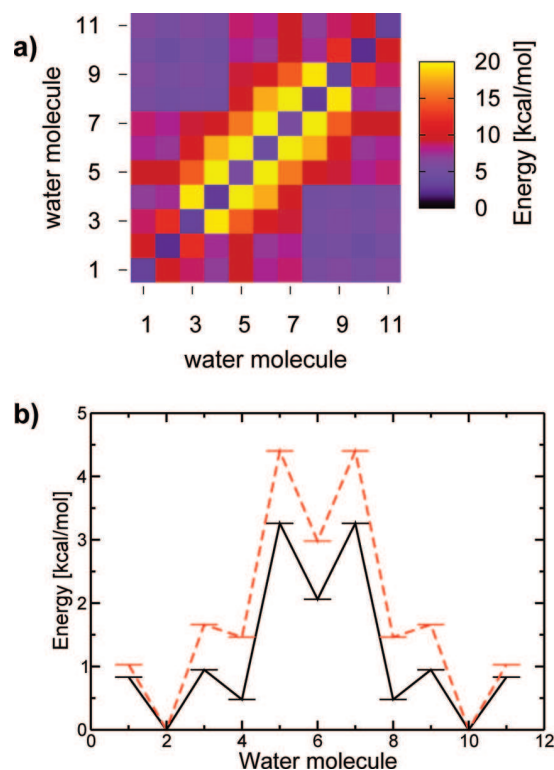 a)
11
9
7
5
3
1
water molecule
1 3 5 7 9 11
water molecule
20
15
10
5
0
Energy [kcal/mol]
b)
5
4
3
2
1
0
Energy [kcal/mol]
0 2 4 6 8 10 12
Water molecule